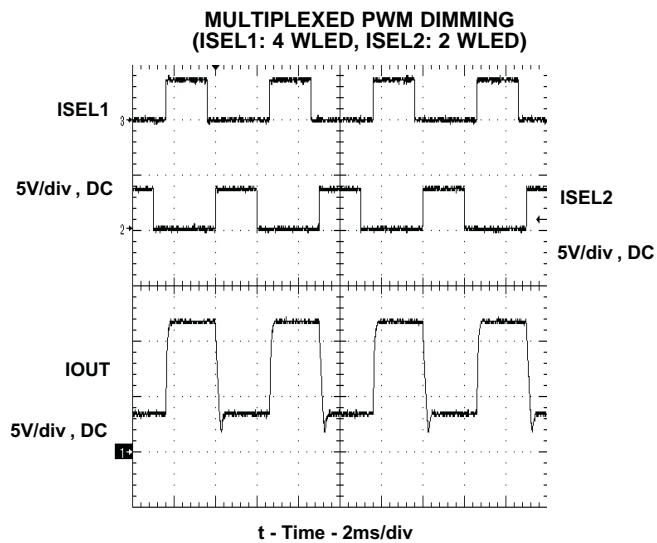 MULTIPLEXED PWM DIMMING
(ISEL1: 4 WLED, ISEL2: 2 WLED)
ISEL1
3
5V/div , DC
ISEL2
2
5V/div , DC
IOUT
5V/div , DC
1
t - Time - 2ms/div